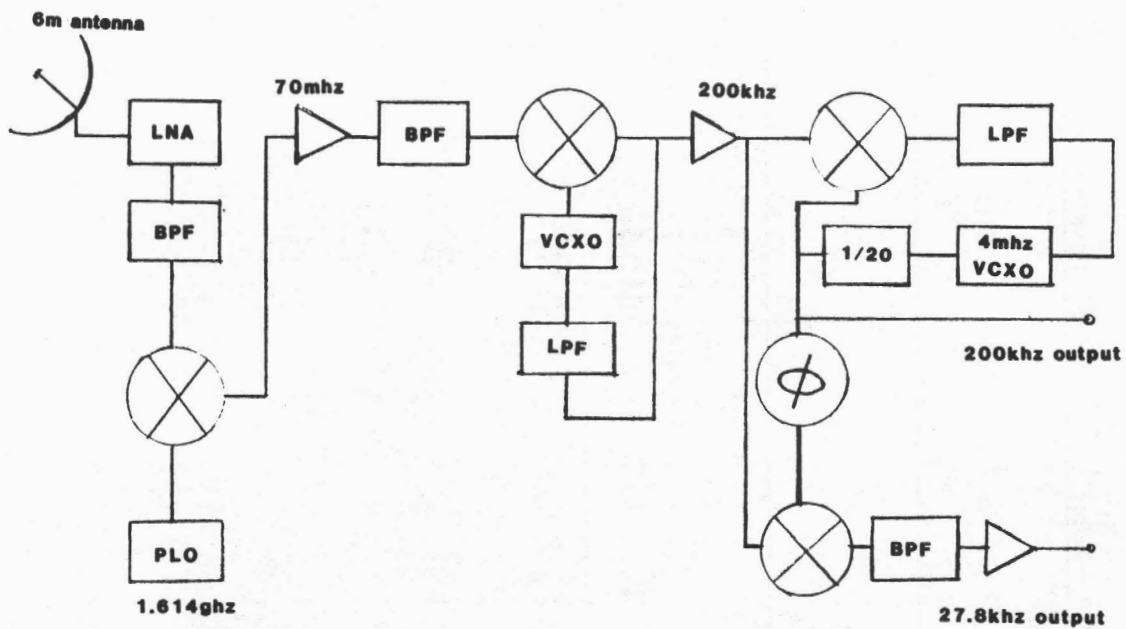 6m antenna
LNA
BPF
PLO
1.614ghz
70mhz
BPF
VCXO
LPF
200khz
LPF
1/20
4mhz
VCXO
200khz output
ϕ
BPF
27.8khz output